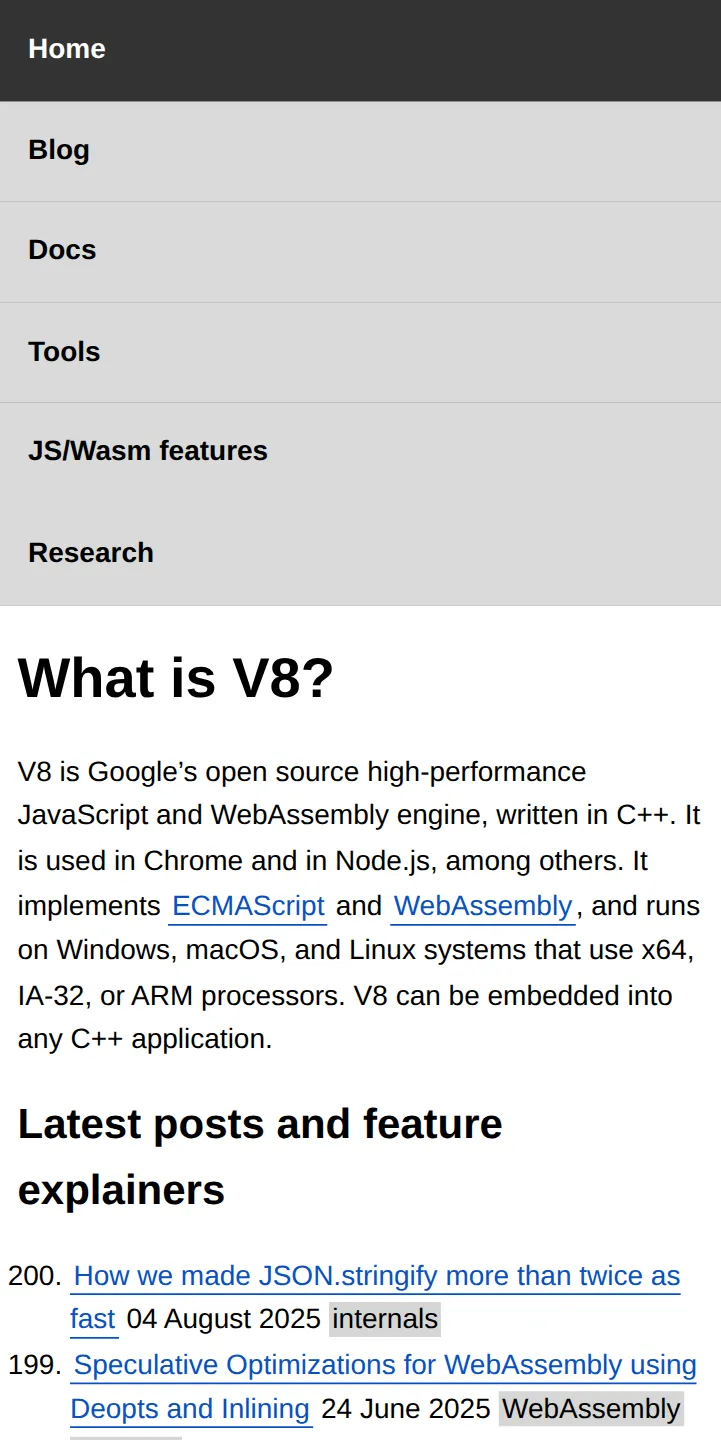 Home
Blog
Docs
Tools
JS/Wasm features
Research
What is V8?
V8 is Google’s open source high-performance
JavaScript and WebAssembly engine, written in C++. It
is used in Chrome and in Node.js, among others. It
implements ECMAScript and WebAssembly, and runs
on Windows, macOS, and Linux systems that use x64,
IA-32, or ARM processors. V8 can be embedded into
any C++ application.
Latest posts and feature
explainers
200. How we made JSON.stringify more than twice as
fast 04 August 2025 internals
199. Speculative Optimizations for WebAssembly using
Deopts and Inlining 24 June 2025 WebAssembly